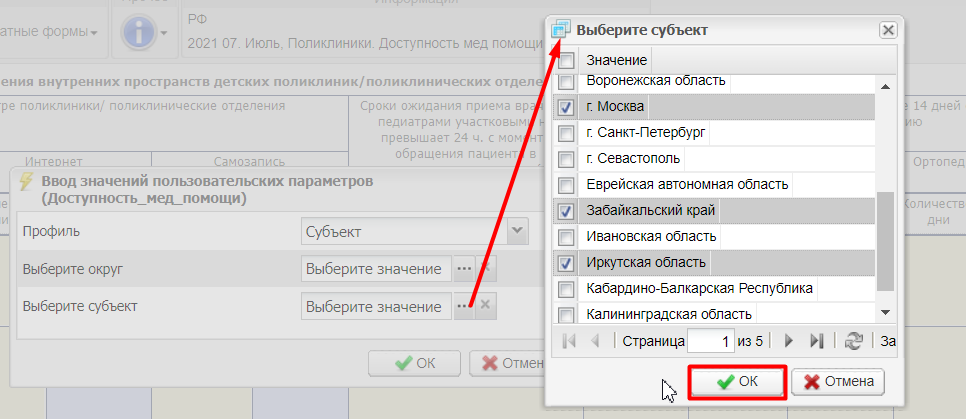 Прочее
Информация
атные формы
РФ
2021 07. Июль, Поликлиники. Доступность мед помощи
ения внутренних пространств детских поликлиник/поликлинических отделе
тре поликлиники/ поликлинические отделения
Сроки ожидания приема вра
педиатрами участковыми н
превышает 24 ч. с момент
обращения пациента в
е 14 дней
ию
Интернет
Самозапись
Ортопед
Количеств
дни
Ввод значений пользовательских параметров
(Доступность_мед_помощи)
Профиль
Субъект
Выберите округ
Выберите значение
...
Выберите субъект
Выберите значение
...
ОК
Отмена
Выберите субъект
Значение
Воронежская область
г. Москва
г. Санкт-Петербург
г. Севастополь
Еврейская автономная область
Забайкальский край
Ивановская область
Иркутская область
Кабардино-Балкарская Республика
Калининградская область
Страница 1 из 5
За
ОК
Отмена